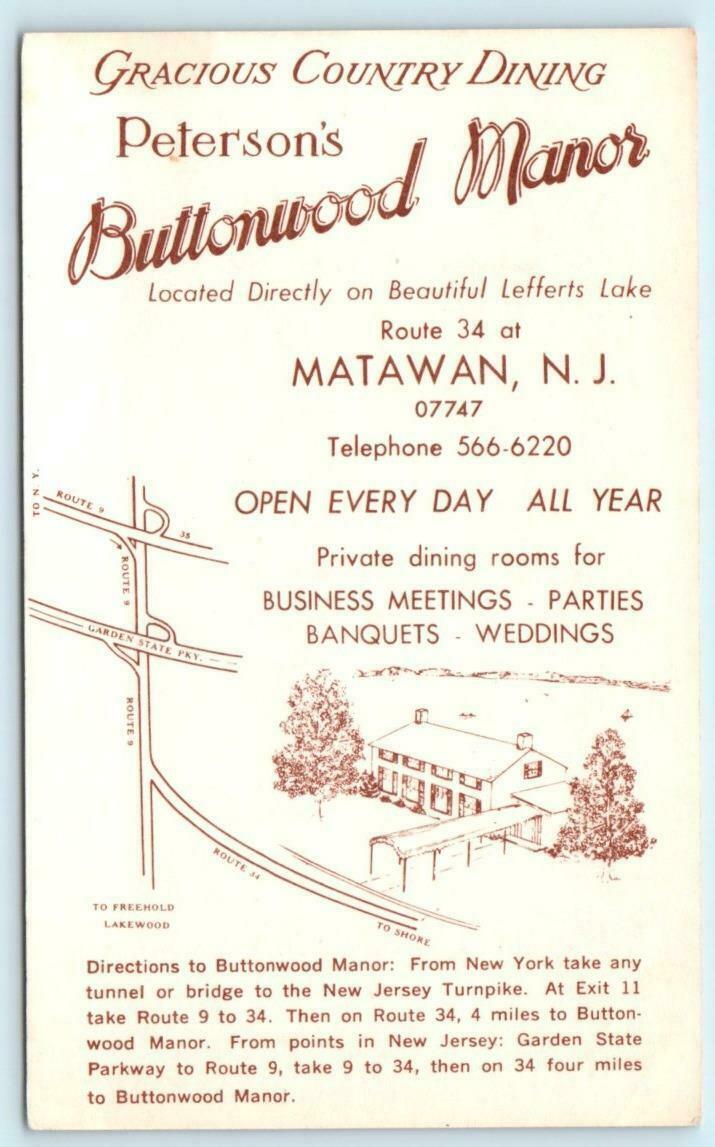 Gracious Country Dining
Peterson's
Buttonwood Manor
Located Directly on Beautiful Lefferts Lake
Route 34 at
MATAWAN, N. J.
07747
Telephone 566-6220
OPEN EVERY DAY ALL YEAR
Private dining rooms for
BUSINESS MEETINGS - PARTIES
BANQUETS - WEDDINGS
TO N. Y.
ROUTE 9
35
ROUTE 9
GARDEN STATE PKY.
ROUTE 9
ROUTE 34
TO FREEHOLD
LAKEWOOD
TO SHORE
Directions to Buttonwood Manor: From New York take any
tunnel or bridge to the New Jersey Turnpike. At Exit 11
take Route 9 to 34. Then on Route 34, 4 miles to Button-
wood Manor. From points in New Jersey: Garden State
Parkway to Route 9, take 9 to 34, then on 34 four miles
to Buttonwood Manor.